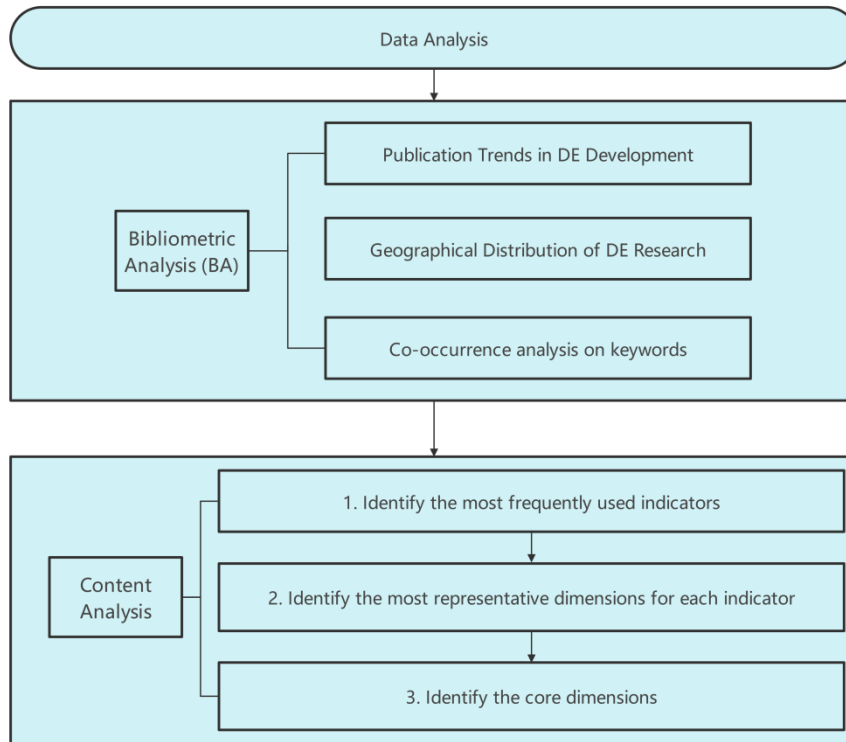 Data Analysis
Publication Trends in DE Development
Bibliometric
Analysis (BA)
Geographical Distribution of DE Research
Co-occurrence analysis on keywords
1. Identify the most frequently used indicators
Content
Analysis
2. Identify the most representative dimensions for each indicator
3. Identify the core dimensions